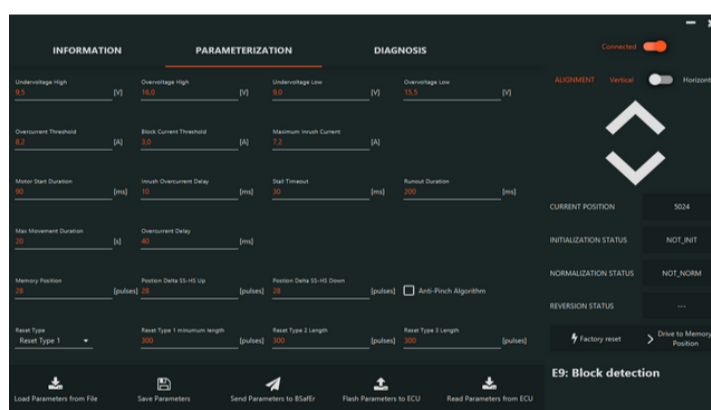 INFORMATION PARAMETERIZATION DIAGNOSIS
Connected
Undervoltage High Overvoltage High Undervoltage Low Overvoltage Low
9,5 [V] 16,0 [V] 9,0 [V] 15,5 [V]
ALIGNMENT Vertical Horizont
Overcurrent Threshold Block Current Threshold Maximum Inrush Current
8,2 [A] 3,0 [A] 7,2 [A]
Motor Start Duration Inrush Overcurrent Delay Stall Timeout Runout Duration
90 [ms] 10 [ms] 30 [ms] 200 [ms]
CURRENT POSITION 5024
Max Movement Duration Overcurrent Delay
20 [s] 40 [ms]
INITIALIZATION STATUS NOT_INIT
NORMALIZATION STATUS NOT_NORM
Memory Position Position Delta SS-HS Up Position Delta SS-HS Down
28 [pulses] 28 [pulses] 28 [pulses] Anti-Pinch Algorithm
REVERSION STATUS ---
Reset Type Reset Type 1 minumum length Reset Type 2 Length Reset Type 3 Length
Reset Type 1 300 [pulses] 300 [pulses] 300 [pulses]
Factory reset Drive to Memory
Position
E9: Block detection
Load Parameters from File Save Parameters Send Parameters to BSafEr Flash Parameters to ECU Read Parameters from ECU